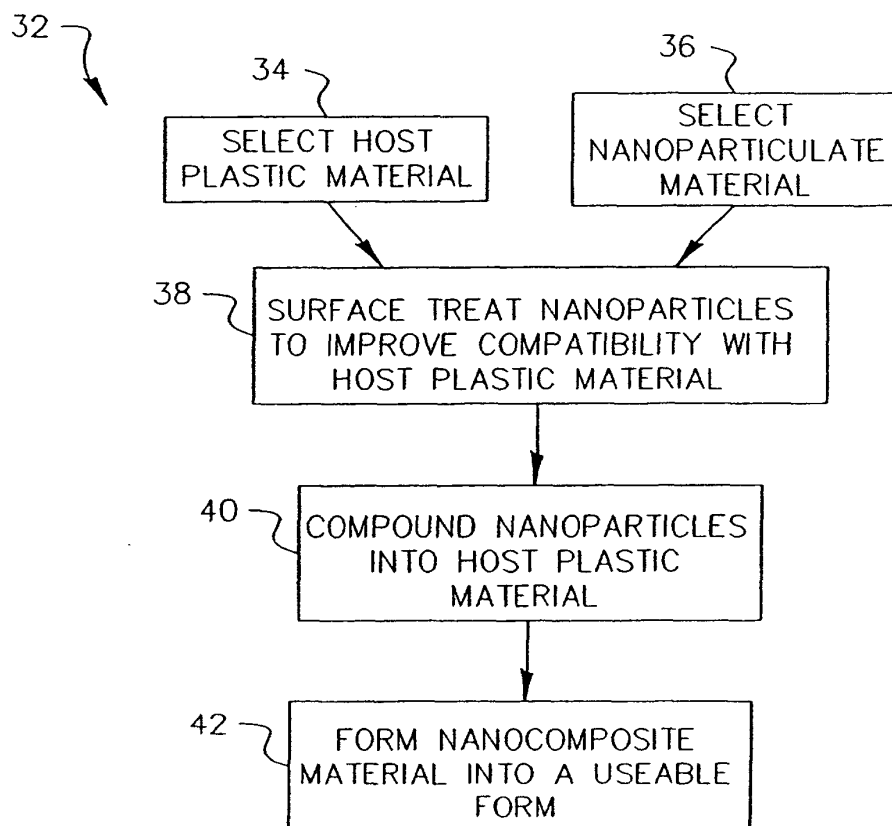 32
34
SELECT HOST
PLASTIC MATERIAL
36
SELECT
NANOPARTICULATE
MATERIAL
38
SURFACE TREAT NANOPARTICLES
TO IMPROVE COMPATIBILITY WITH
HOST PLASTIC MATERIAL
40
COMPOUND NANOPARTICLES
INTO HOST PLASTIC
MATERIAL
42
FORM NANOCOMPOSITE
MATERIAL INTO A USEABLE
FORM